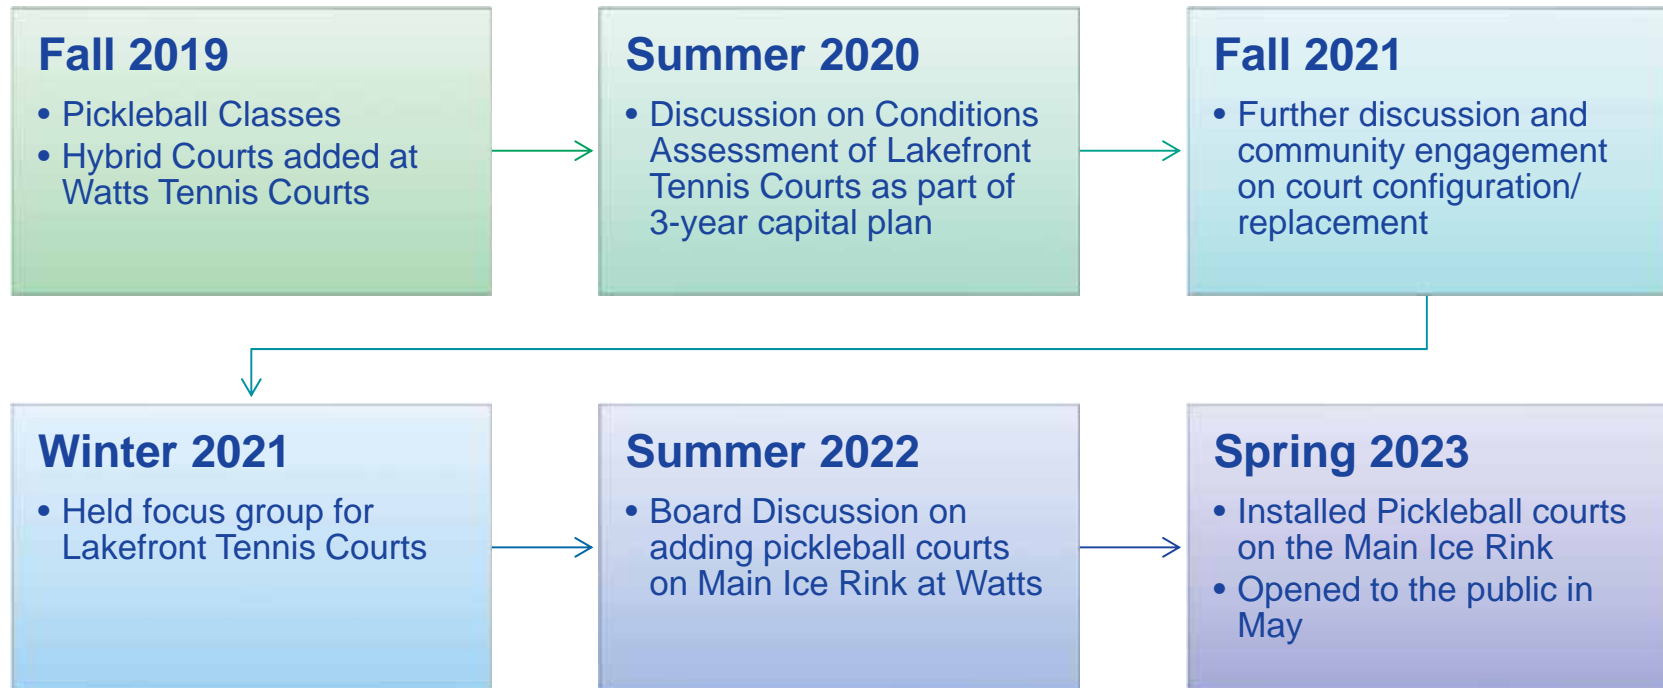 Fall 2019
• Pickleball Classes
• Hybrid Courts added at
Watts Tennis Courts
Summer 2020
• Discussion on Conditions
Assessment of Lakefront
Tennis Courts as part of
3-year capital plan
Fall 2021
• Further discussion and
community engagement
on court configuration/
replacement
Winter 2021
• Held focus group for
Lakefront Tennis Courts
Summer 2022
• Board Discussion on
adding pickleball courts
on Main Ice Rink at Watts
Spring 2023
• Installed Pickleball courts
on the Main Ice Rink
• Opened to the public in
May